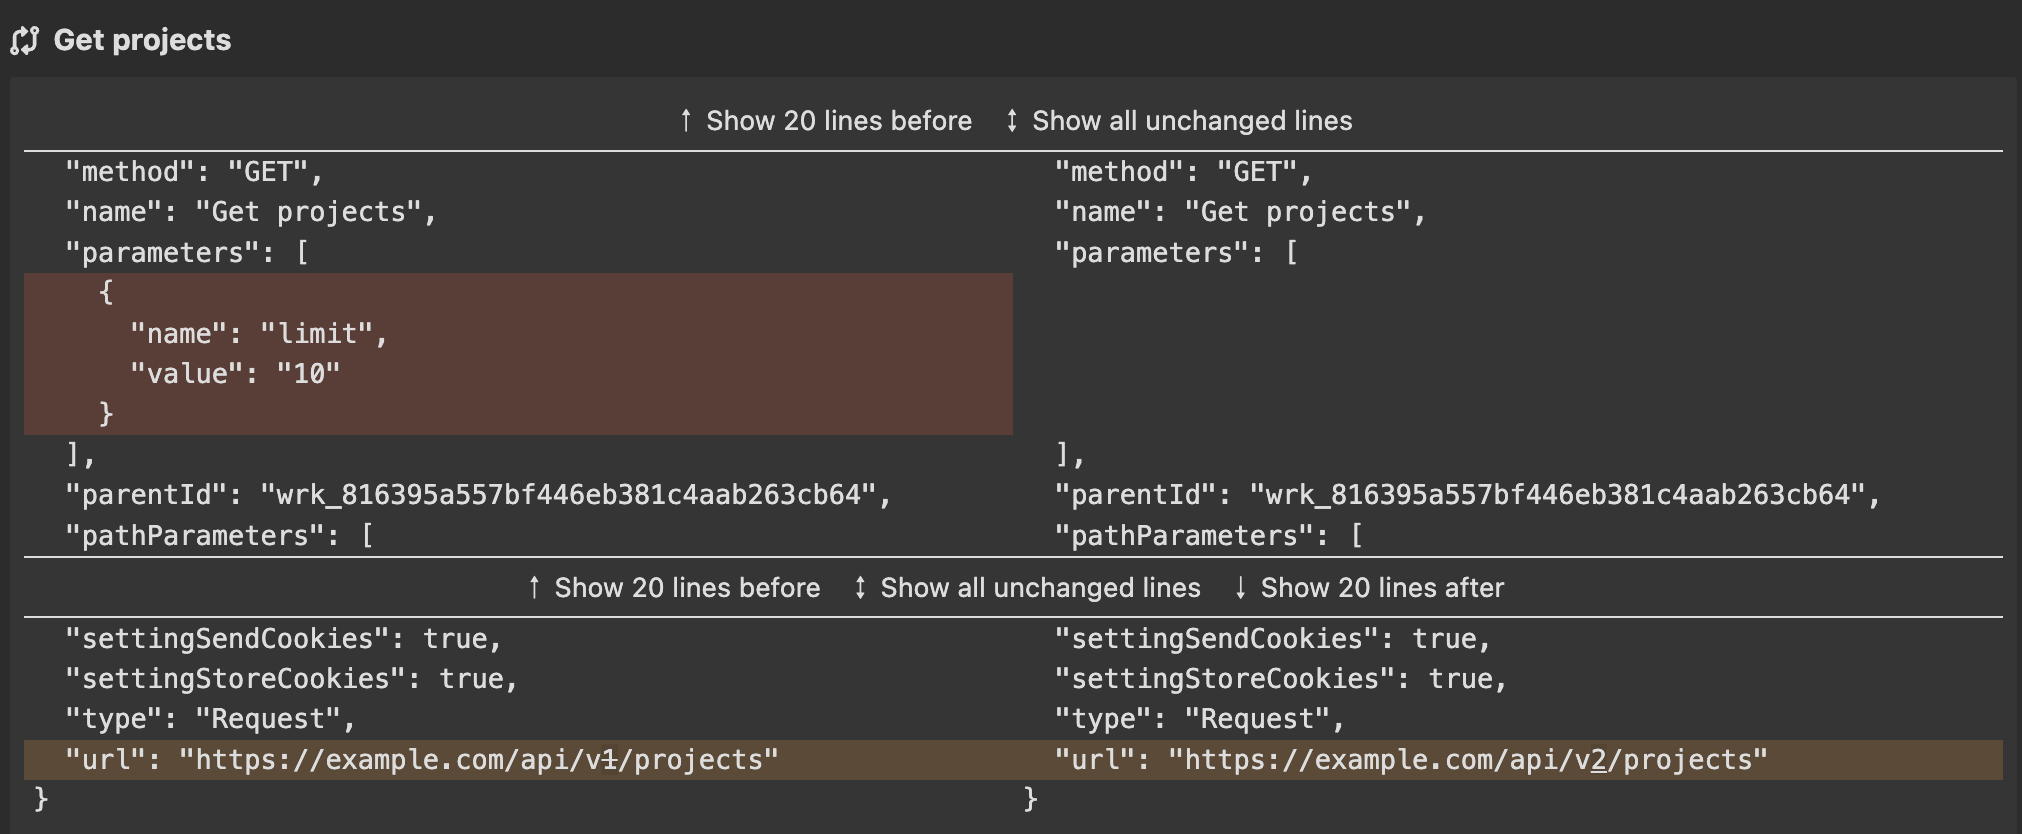 Get projects
↑ Show 20 lines before ↕ Show all unchanged lines
"method": "GET", "method": "GET",
"name": "Get projects", "name": "Get projects",
"parameters": [ "parameters": [
{
"name": "limit",
"value": "10"
}
], ],
"parentId": "wrk_816395a557bf446eb381c4aab263cb64", "parentId": "wrk_816395a557bf446eb381c4aab263cb64",
"pathParameters": [ "pathParameters": [
↑ Show 20 lines before ↕ Show all unchanged lines ↓ Show 20 lines after
"settingSendCookies": true, "settingSendCookies": true,
"settingStoreCookies": true, "settingStoreCookies": true,
"type": "Request", "type": "Request",
"url": "https://example.com/api/v1/projects" "url": "https://example.com/api/v2/projects"
} }